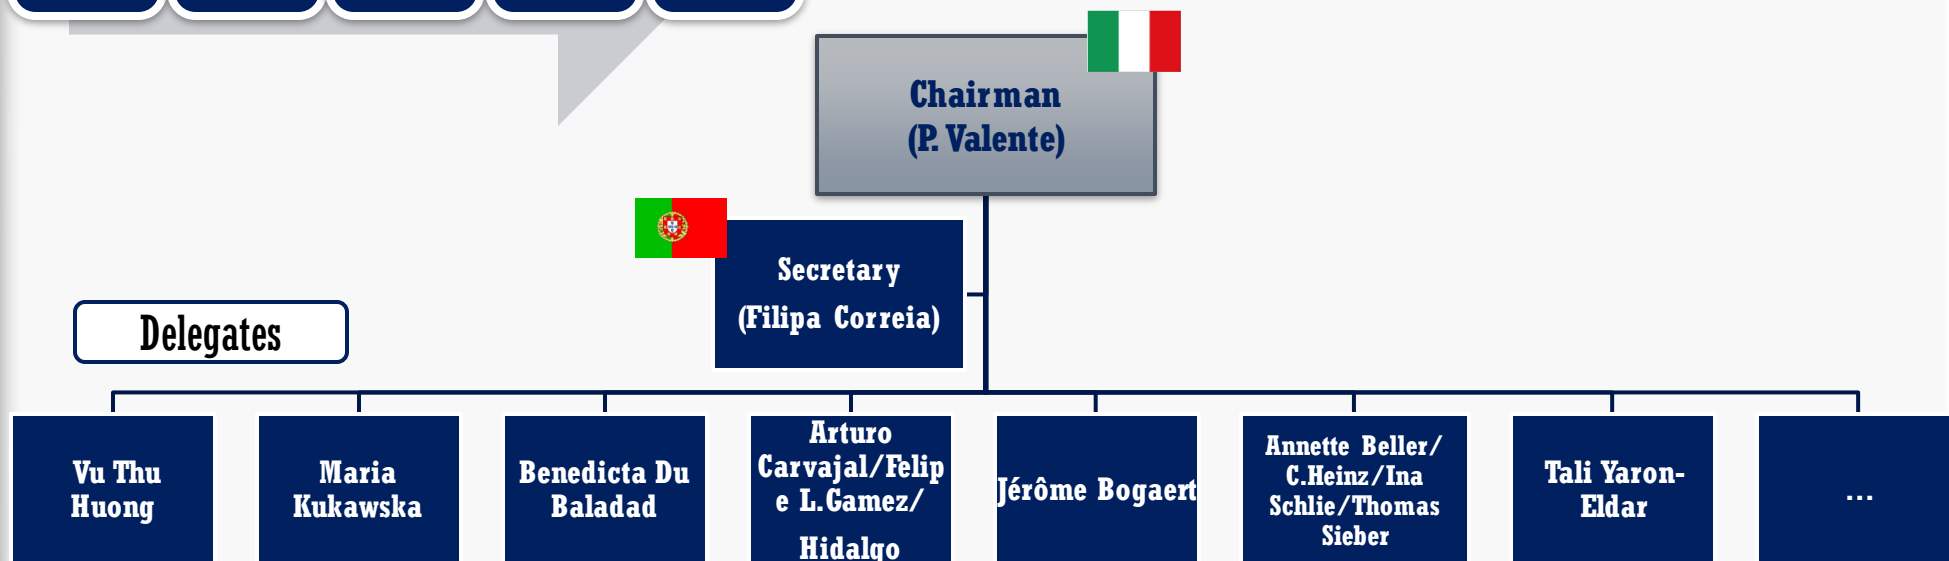 Chairman
(P. Valente)
Secretary
(Filipa Correia)
Delegates
Vu Thu
Huong
Maria
Kukawska
Benedicta Du
Baladad
Arturo
Carvajal/Felip
e L.Gamez/
Hidalgo
Jérôme Bogaert
Annette Beller/
C.Heinz/Ina
Schlie/Thomas
Sieber
Tali Yaron-
Eldar
...